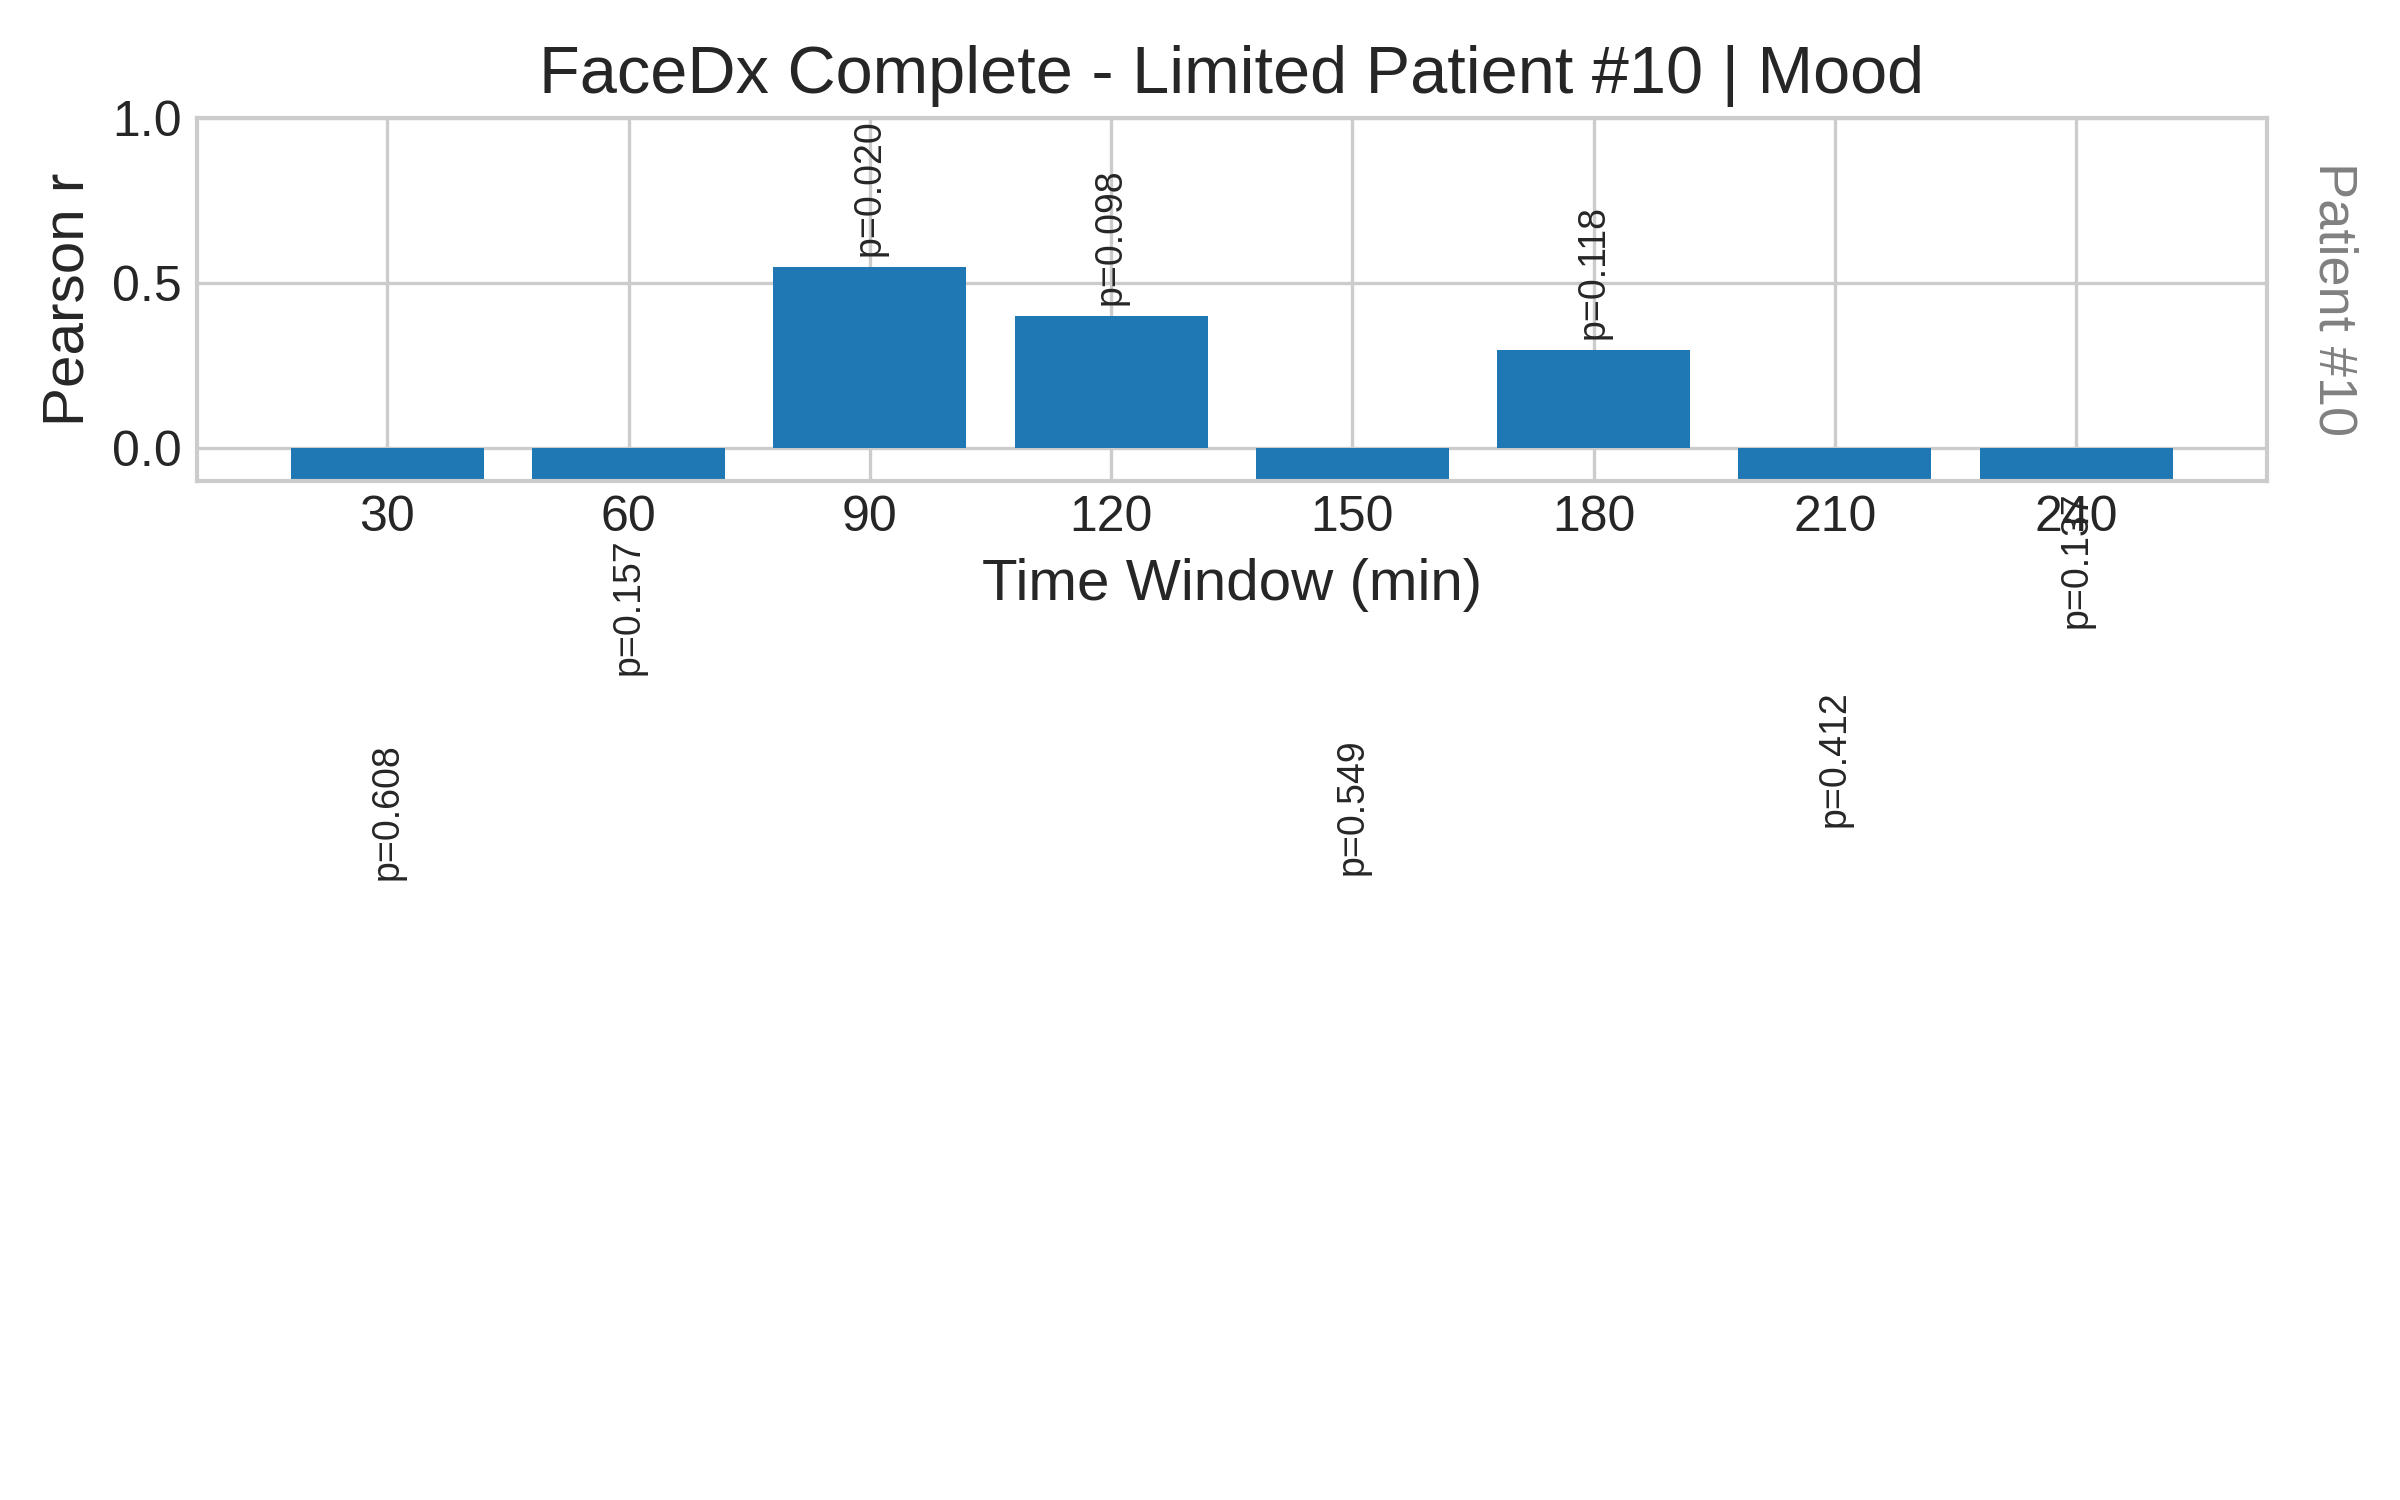 FaceDx Complete - Limited Patient #10 | Mood
Pearson r
1.0
0.5
0.0
p=0.020
p=0.098
p=0.118
Patient #10
30
60
90
120
150
180
210
240
Time Window (min)
p=0.608
p=0.157
p=0.549
p=0.412
p=0.137